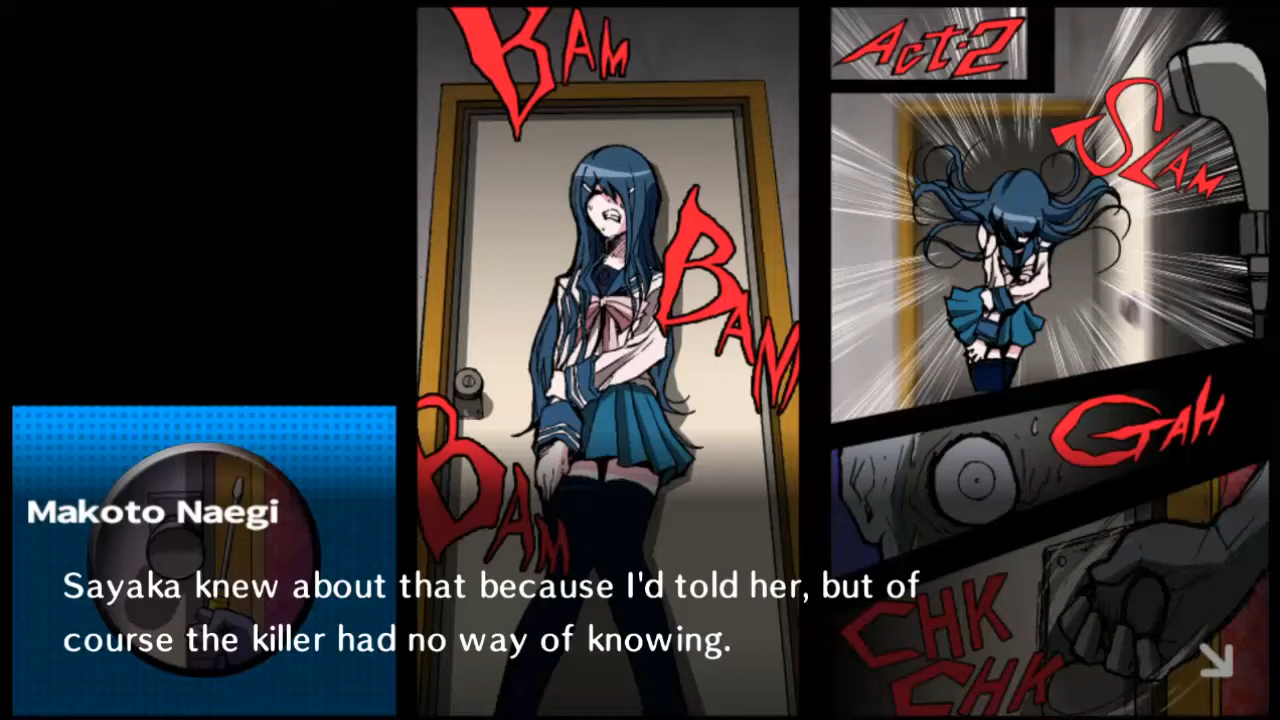 BAM
BAM
BAM
Act.2
SLAM
GAH
CHK
CHK
Makoto Naegi
Sayaka knew about that because I'd told her, but of
course the killer had no way of knowing.